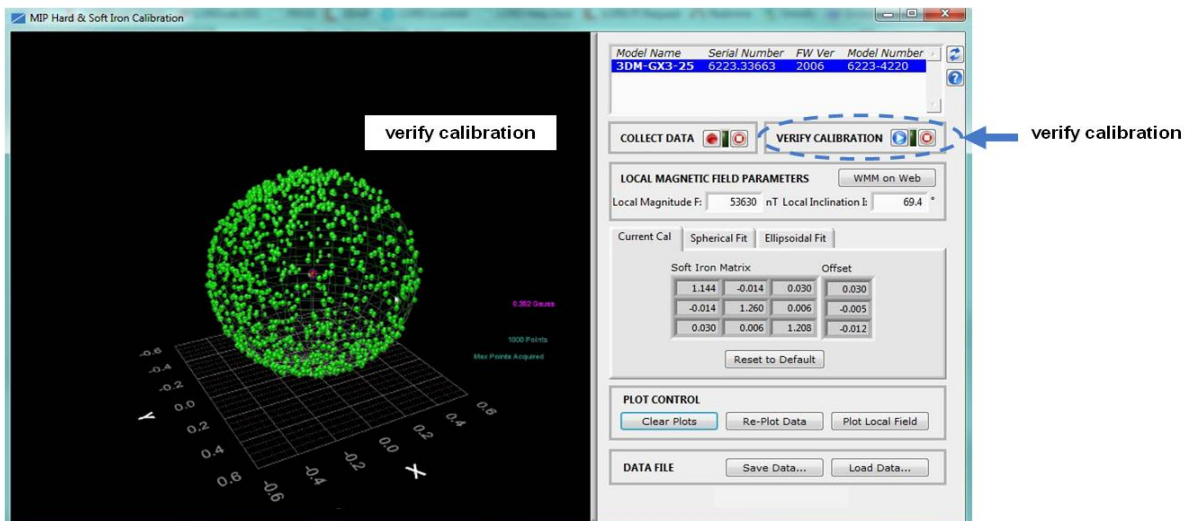 MIP Hard & Soft Iron Calibration
verify calibration
0.392 Gauss
1000 Points
Max Points Acquired
-0.6
-0.4
-0.2
0.0
0.2
0.4
0.6
Y
-0.6
-0.4
-0.2
0.0
0.2
0.4
0.6
X
Model Name Serial Number FW Ver Model Number
3DM-GX3-25 6223.33663 2006 6223-4220
COLLECT DATA
VERIFY CALIBRATION
verify calibration
LOCAL MAGNETIC FIELD PARAMETERS WMM on Web
Local Magnitude F: 53630 nT Local Inclination I: 69.4 °
Current Cal Spherical Fit Ellipsoidal Fit
Soft Iron Matrix Offset
1.144 -0.014 0.030 0.030
-0.014 1.260 0.006 -0.005
0.030 0.006 1.208 -0.012
Reset to Default
PLOT CONTROL
Clear Plots Re-Plot Data Plot Local Field
DATA FILE Save Data... Load Data...